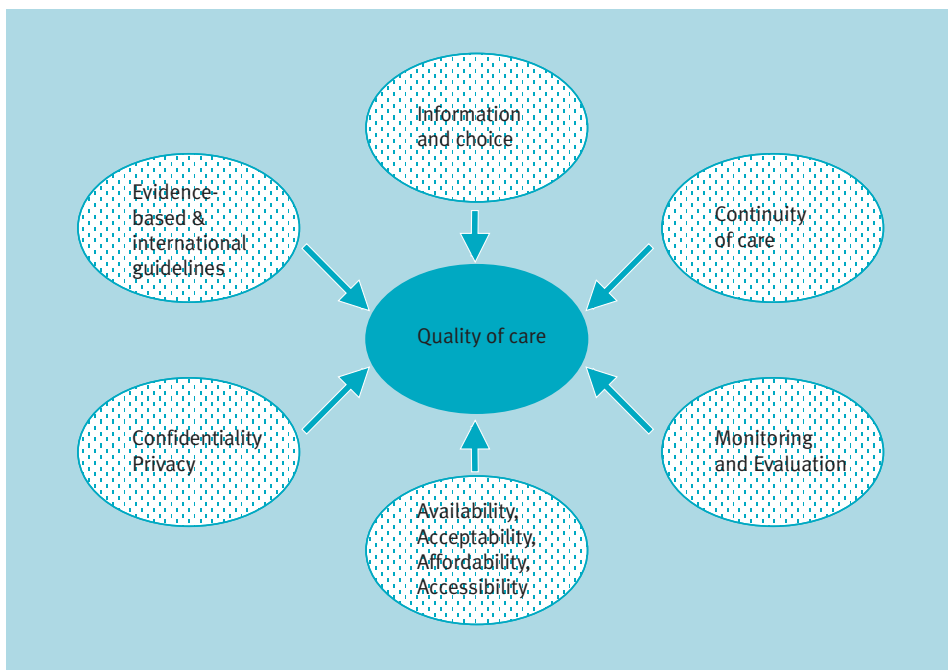 Information
and choice
Evidence-
based &
international
guidelines
Continuity
of care
Quality of care
Confidentiality
Privacy
Monitoring
and Evaluation
Availability,
Acceptability,
Affordability,
Accessibility